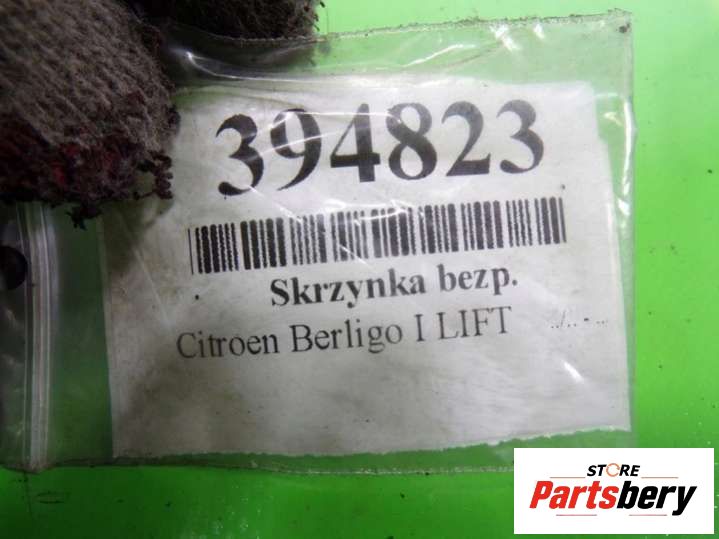 394823
Skrzynka bezp.
Citroen Berligo I LIFT
STORE
Partsbery